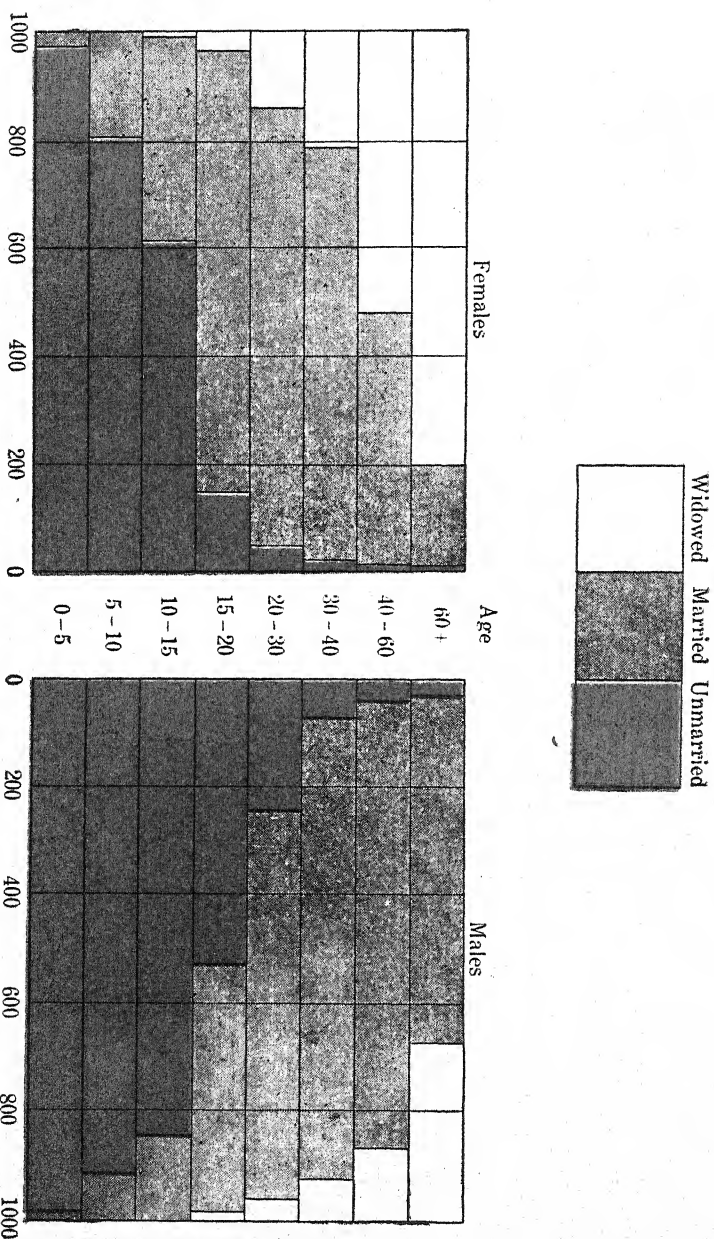 Widowed Married Unmarried
Females
Age
Males
60 +
40 – 60
30 - 40
20 – 30
15 – 20
10 – 15
5 – 10
0 – 5
1000 800 600 400 200 0
0 200 400 600 800 1000